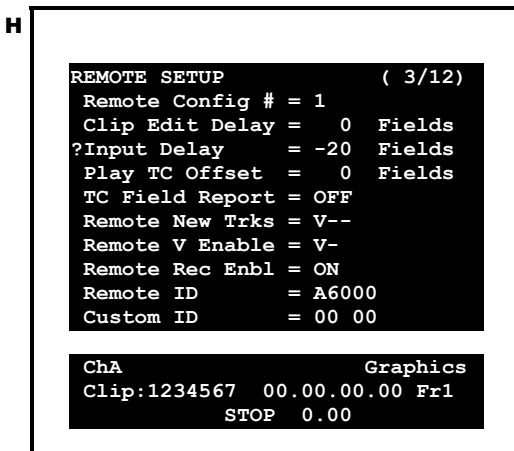 H
REMOTE SETUP ( 3/12)
Remote Config # = 1
Clip Edit Delay = 0 Fields
?Input Delay = -20 Fields
Play TC Offset = 0 Fields
TC Field Report = OFF
Remote New Trks = V--
Remote V Enable = V-
Remote Rec Enbl = ON
Remote ID = A6000
Custom ID = 00 00
ChA Graphics
Clip:1234567 00.00.00.00 Fr1
STOP 0.00